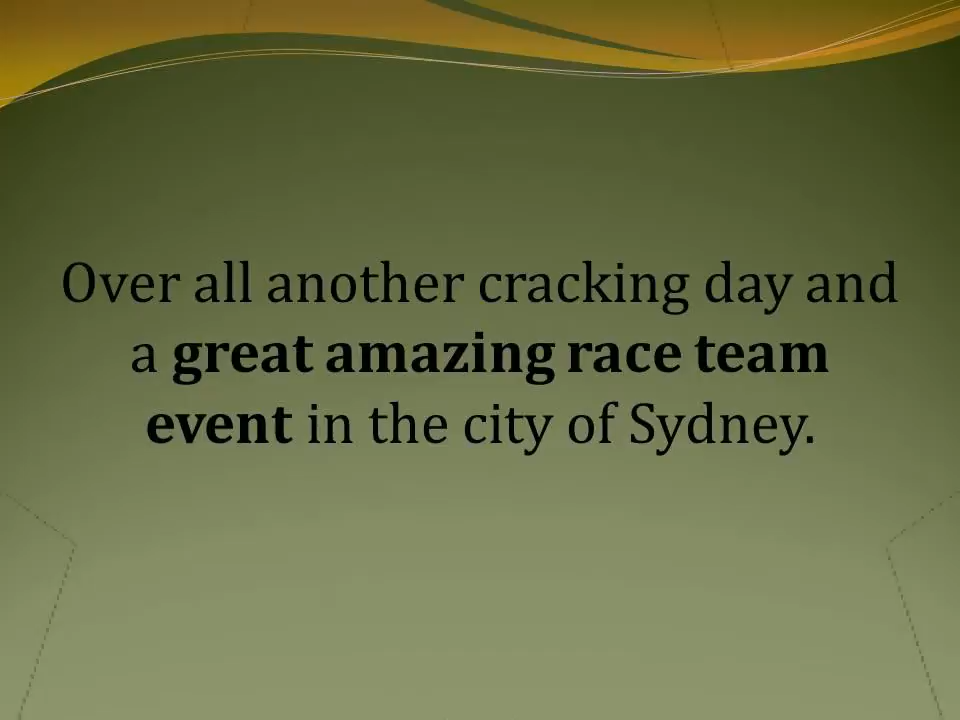 Over all another cracking day and
a great amazing race team
event in the city of Sydney.